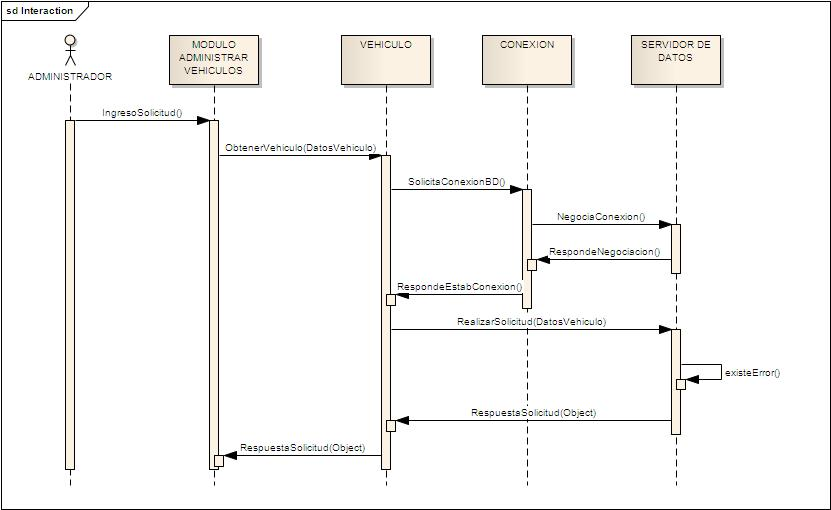 sd Interaction
ADMINISTRADOR
MODULO
ADMINISTRAR
VEHICULOS
VEHICULO
CONEXION
SERVIDOR DE
DATOS
IngresoSolicitud()
ObtenerVehiculo(DatosVehiculo)
SolicitaConexionBD()
NegociaConexion()
RespondeNegociacion()
RespondeEstabConexion()
RealizarSolicitud(DatosVehiculo)
existeError()
RespuestaSolicitud(Object)
RespuestaSolicitud(Object)